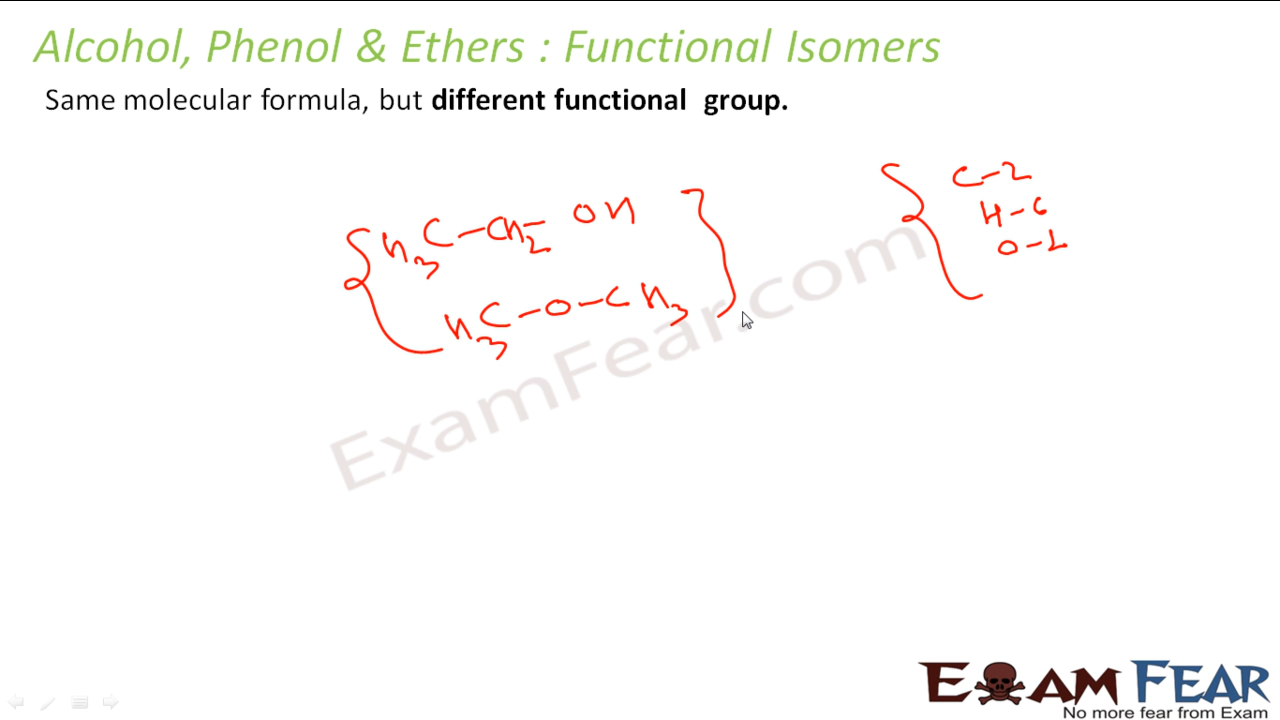 Alcohol, Phenol & Ethers : Functional Isomers
Same molecular formula, but different functional group.
H3C-CH2-OH
H3C-O-CH3
C-2
H-6
O-1
ExamFear.com
EXAM FEAR
No more fear from Exam